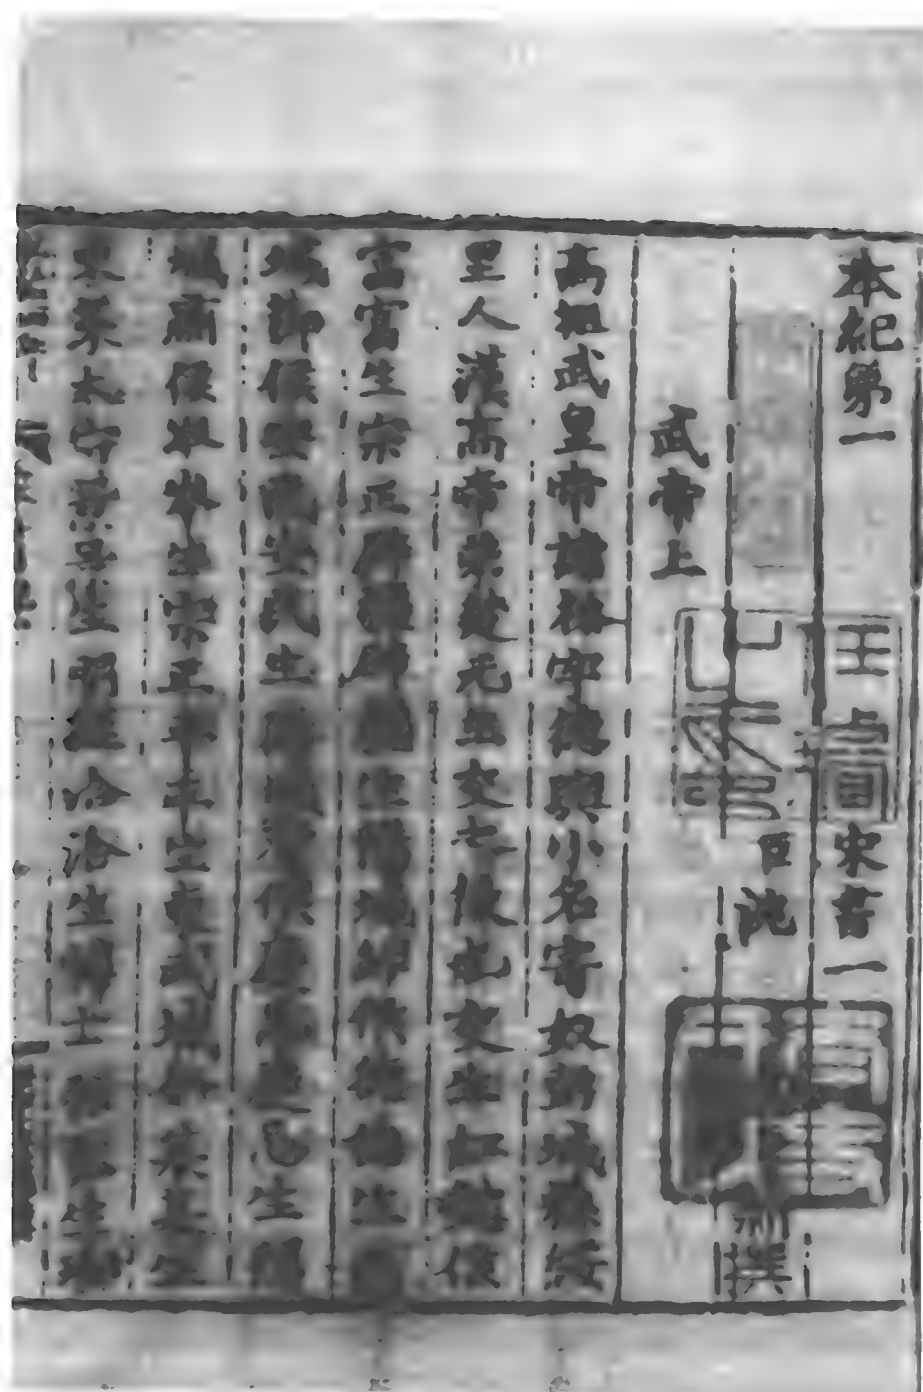 本紀第一　宋書一
臣沈　撰
武帝上
高祖武皇帝諱裕字德輿小名寄奴彭城縣綏
里人漢高帝弟楚元王交之後也交生紅懿侯
富富生宗正辟彊辟彊生陽城繆侯德德生陽
城節侯安民安民生陽城釐侯慶忌慶忌生陽
城肅侯岑岑生宗正平平生東武城令某某生
東萊太守景景生明經洽洽生博士弘弘生琅